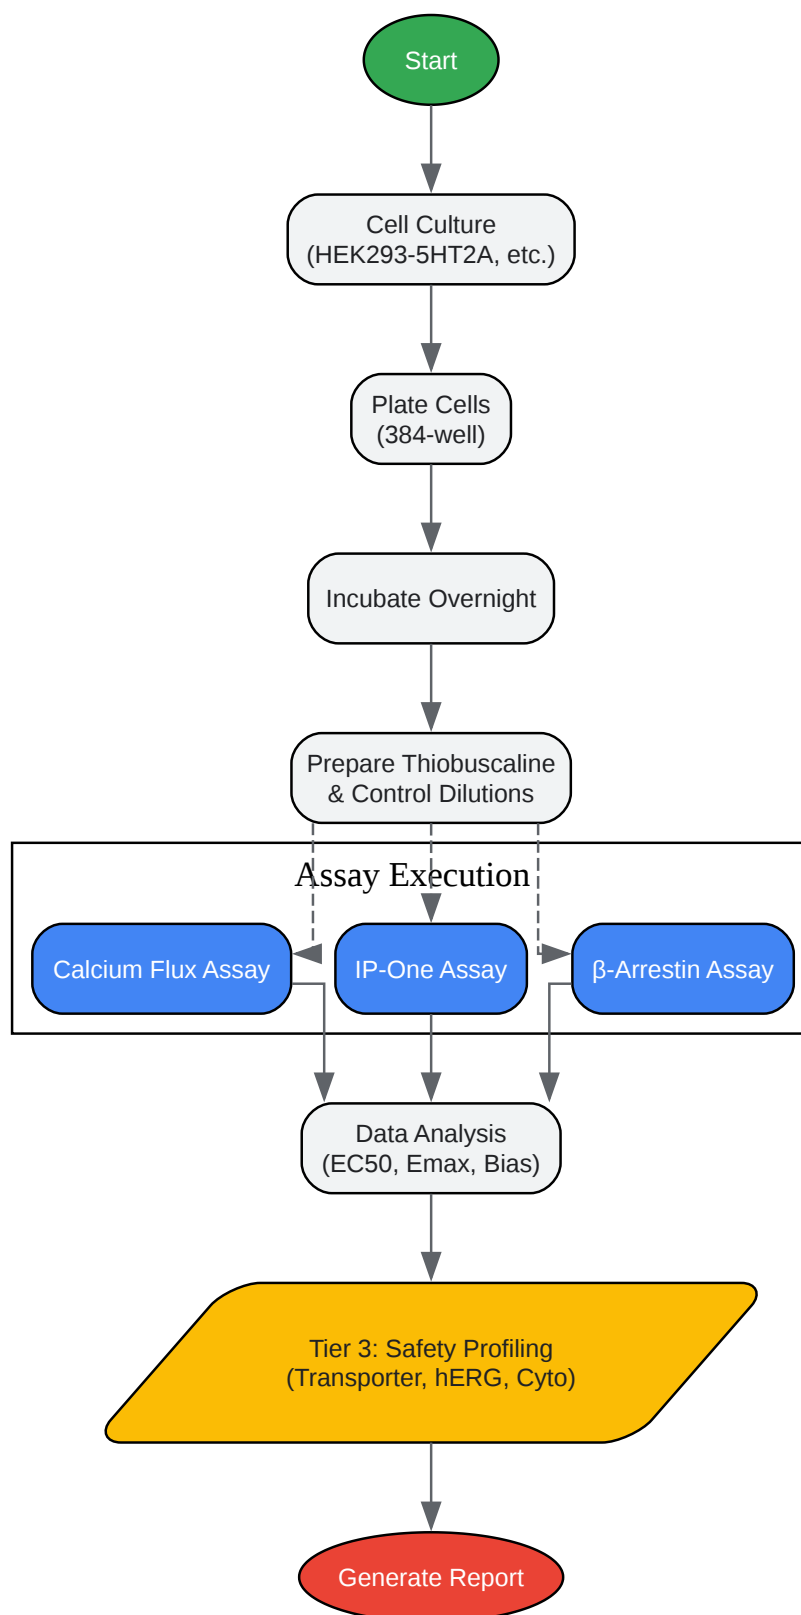 Start
Cell Culture
(HEK293-5HT2A, etc.)
Plate Cells
(384-well)
Incubate Overnight
Prepare Thiobuscaline
& Control Dilutions
Assay Execution
Calcium Flux Assay
IP-One Assay
β-Arrestin Assay
Data Analysis
(EC50, Emax, Bias)
Tier 3: Safety Profiling
(Transporter, hERG, Cyto)
Generate Report